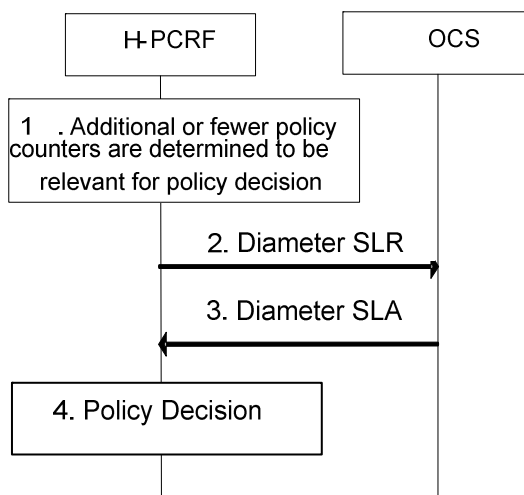 H-PCRF
OCS
1 . Additional or fewer policy
counters are determined to be
relevant for policy decision
2. Diameter SLR
3. Diameter SLA
4. Policy Decision